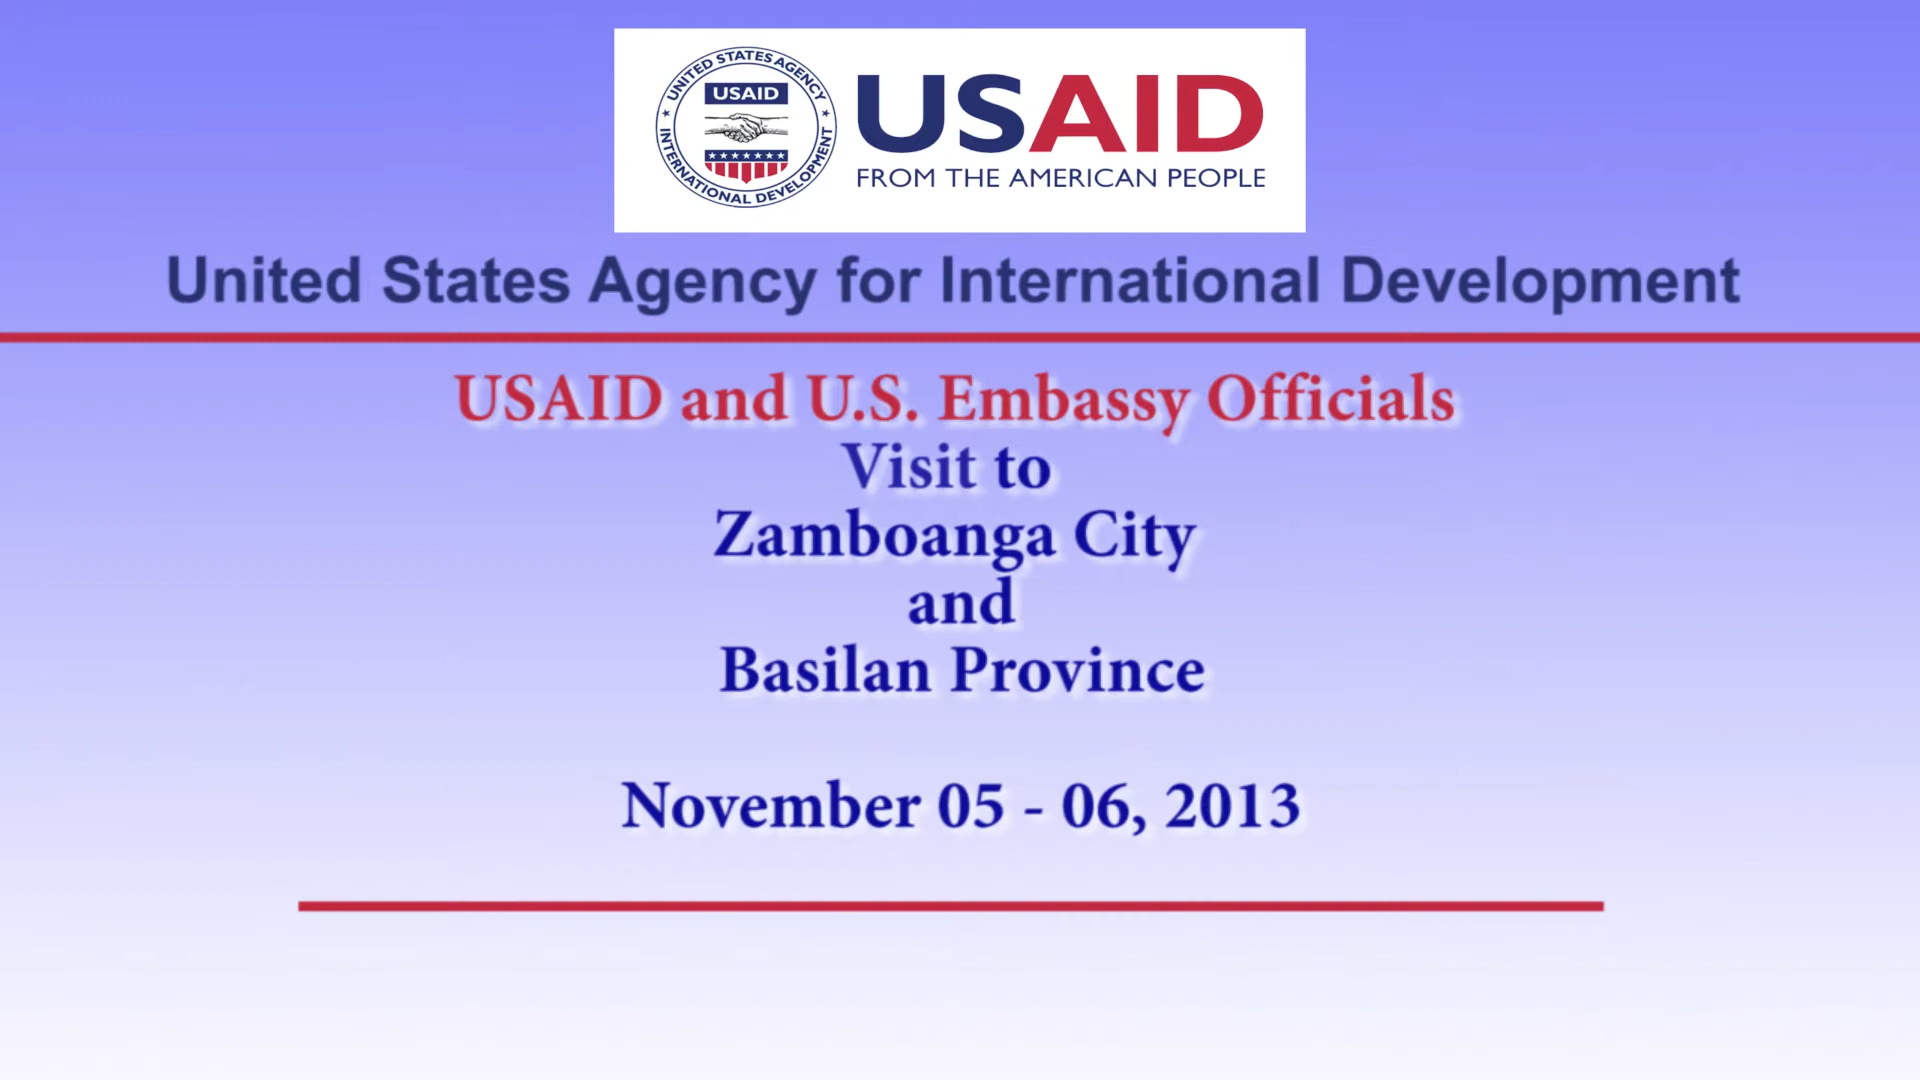 UNITED STATES AGENCY
INTERNATIONAL DEVELOPMENT
USAID
USAID
FROM THE AMERICAN PEOPLE
United States Agency for International Development
USAID and U.S. Embassy Officials
Visit to
Zamboanga City
and
Basilan Province
November 05 - 06, 2013